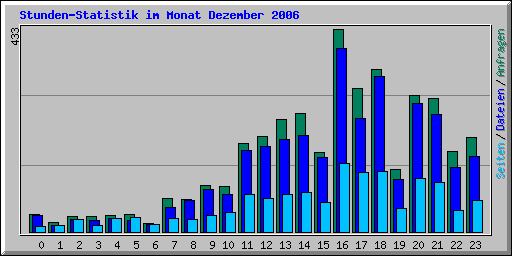 Stunden-Statistik im Monat Dezember 2006
433
Seiten / Dateien / Anfragen
0 1 2 3 4 5 6 7 8 9 10 11 12 13 14 15 16 17 18 19 20 21 22 23